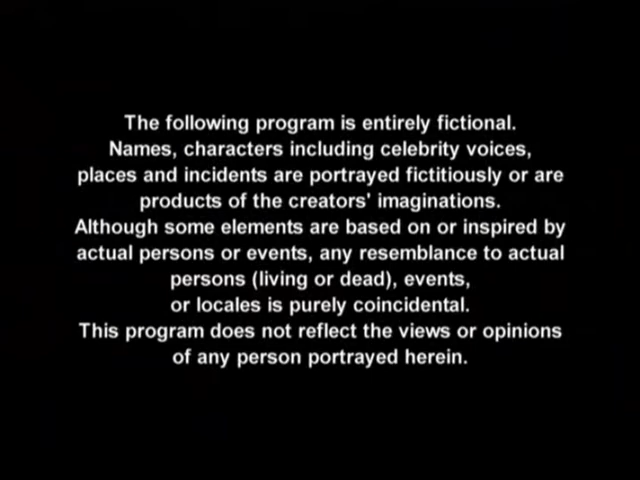 The following program is entirely fictional.
Names, characters including celebrity voices,
places and incidents are portrayed fictitiously or are
products of the creators' imaginations.
Although some elements are based on or inspired by
actual persons or events, any resemblance to actual
persons (living or dead), events,
or locales is purely coincidental.
This program does not reflect the views or opinions
of any person portrayed herein.